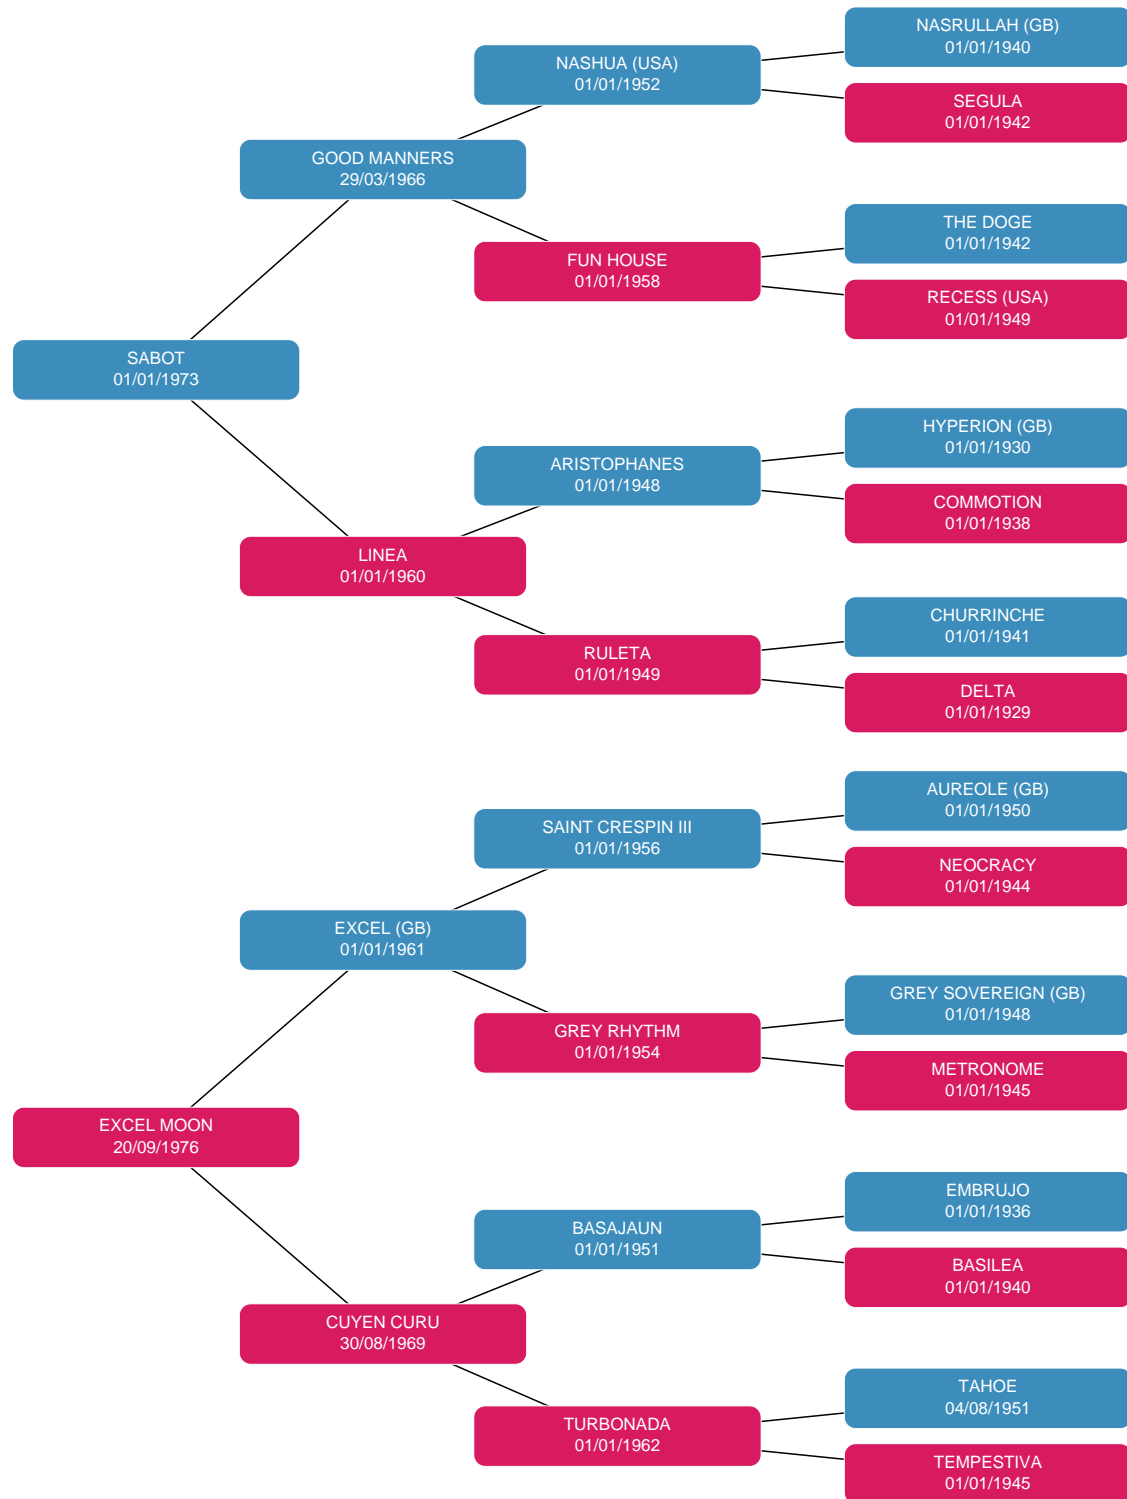 NASRULLAH (GB)
01/01/1940
NASHUA (USA)
01/01/1952
SEGULA
01/01/1942
GOOD MANNERS
29/03/1966
THE DOGE
01/01/1942
FUN HOUSE
01/01/1958
RECESS (USA)
01/01/1949
SABOT
01/01/1973
HYPERION (GB)
01/01/1930
ARISTOPHANES
01/01/1948
COMMOTION
01/01/1938
LINEA
01/01/1960
CHURRINCHE
01/01/1941
RULETA
01/01/1949
DELTA
01/01/1929
AUREOLE (GB)
01/01/1950
SAINT CRESPIN III
01/01/1956
NEOCRACY
01/01/1944
EXCEL (GB)
01/01/1961
GREY SOVEREIGN (GB)
01/01/1948
GREY RHYTHM
01/01/1954
METRONOME
01/01/1945
EXCEL MOON
20/09/1976
EMBRUJO
01/01/1936
BASAJAUN
01/01/1951
BASILEA
01/01/1940
CUYEN CURU
30/08/1969
TAHOE
04/08/1951
TURBONADA
01/01/1962
TEMPESTIVA
01/01/1945